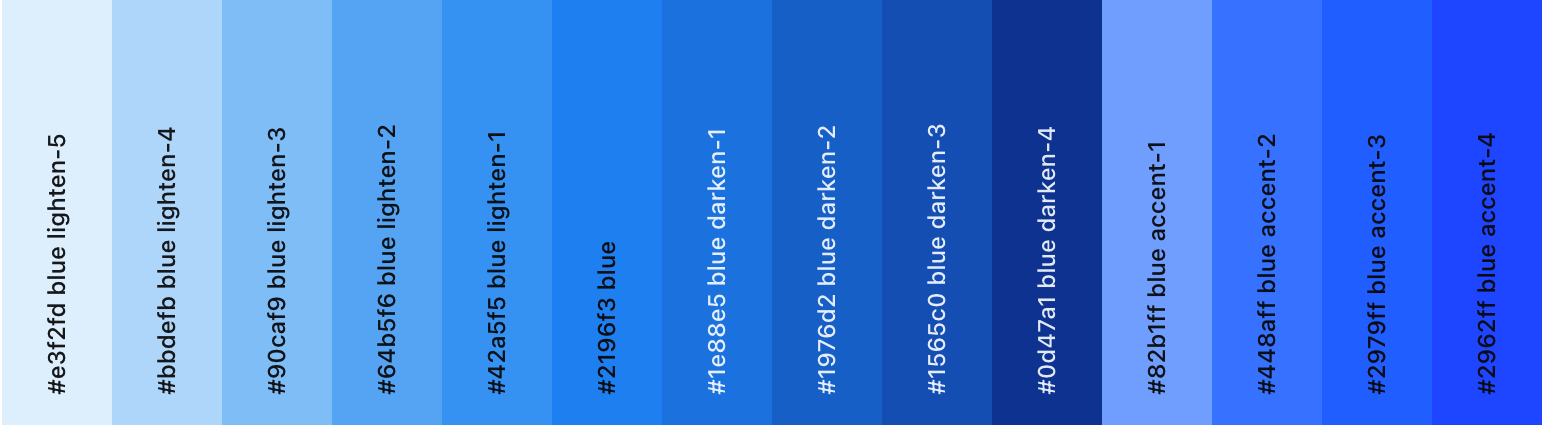 #e3f2fd blue lighten-5
#bbdefb blue lighten-4
#90caf9 blue lighten-3
#64b5f6 blue lighten-2
#42a5f5 blue lighten-1
#2196f3 blue
#1e88e5 blue darken-1
#1976d2 blue darken-2
#1565c0 blue darken-3
#0d47a1 blue darken-4
#82b1ff blue accent-1
#448aff blue accent-2
#2979ff blue accent-3
#2962ff blue accent-4